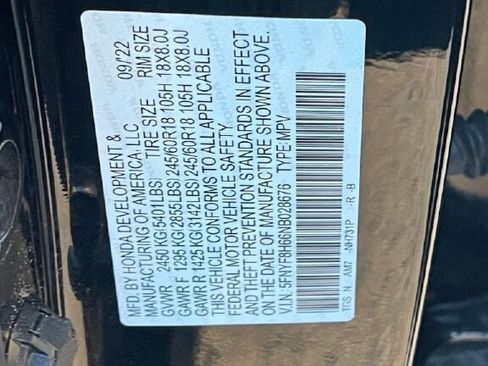 MFD. BY HONDA DEVELOPMENT & 09/22
MANUFACTURING OF AMERICA, LLC
TIRE SIZE RIM SIZE
GVWR 2450 KG(5401LBS)
GAWR F 1295 KG(2855LBS) 245/60R18 105H 18X8.0J
GAWR R 1425 KG(3142LBS) 245/60R18 105H 18X8.0J
THIS VEHICLE CONFORMS TO ALL APPLICABLE
FEDERAL MOTOR VEHICLE SAFETY
AND THEFT PREVENTION STANDARDS IN EFFECT
ON THE DATE OF MANUFACTURE SHOWN ABOVE.
V.I.N.: 5FNYF8H66NB028676 TYPE:MPV
TGS N -AM7 -NH731P -R -B